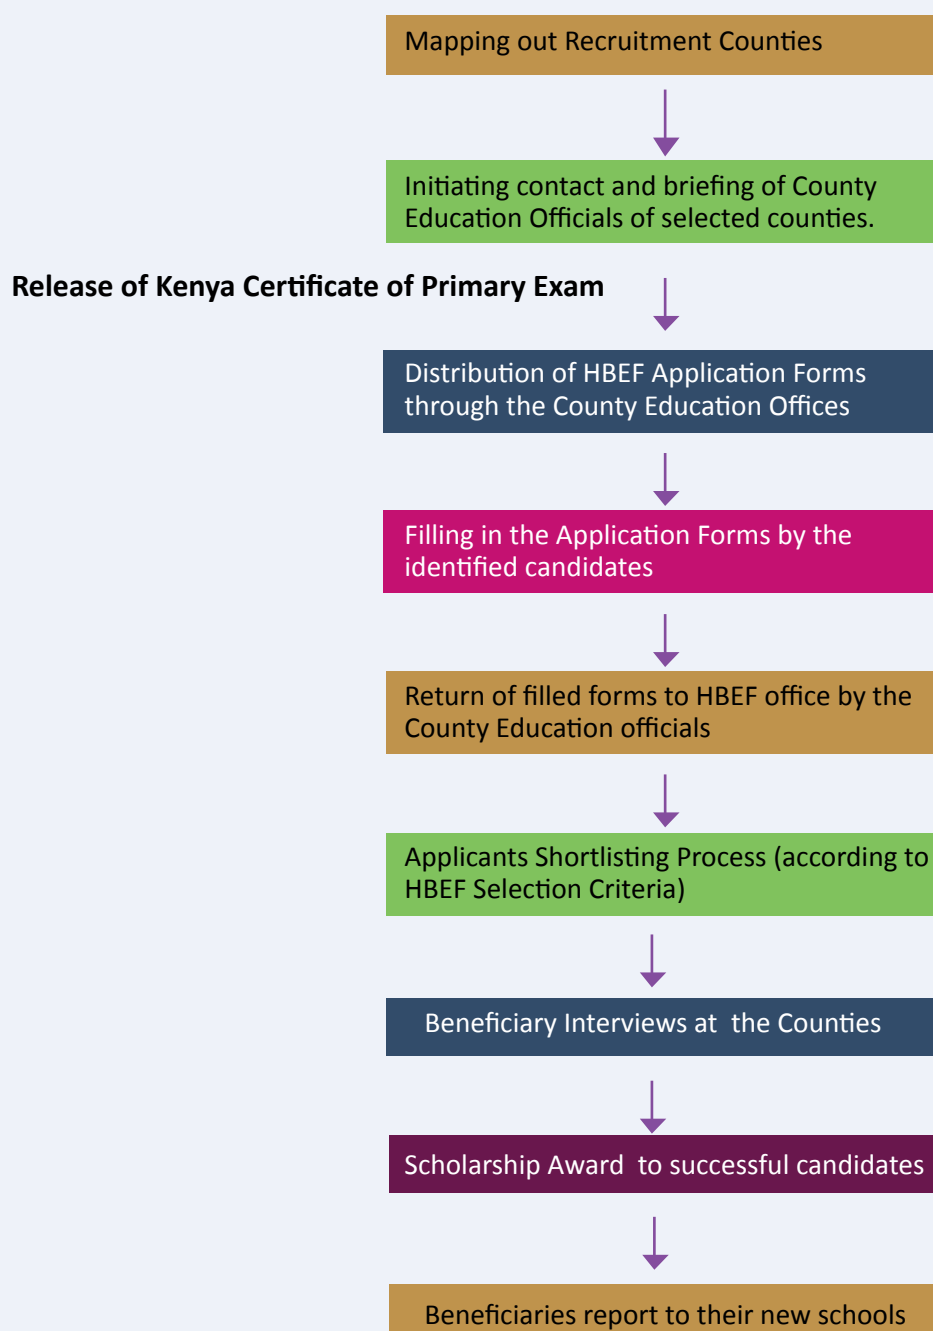 Mapping out Recruitment Counties
Initiating contact and briefing of County
Education Officials of selected counties.
Release of Kenya Certificate of Primary Exam
Distribution of HBEF Application Forms
through the County Education Offices
Filling in the Application Forms by the
identified candidates
Return of filled forms to HBEF office by the
County Education officials
Applicants Shortlisting Process (according to
HBEF Selection Criteria)
Beneficiary Interviews at the Counties
Scholarship Award to successful candidates
Beneficiaries report to their new schools